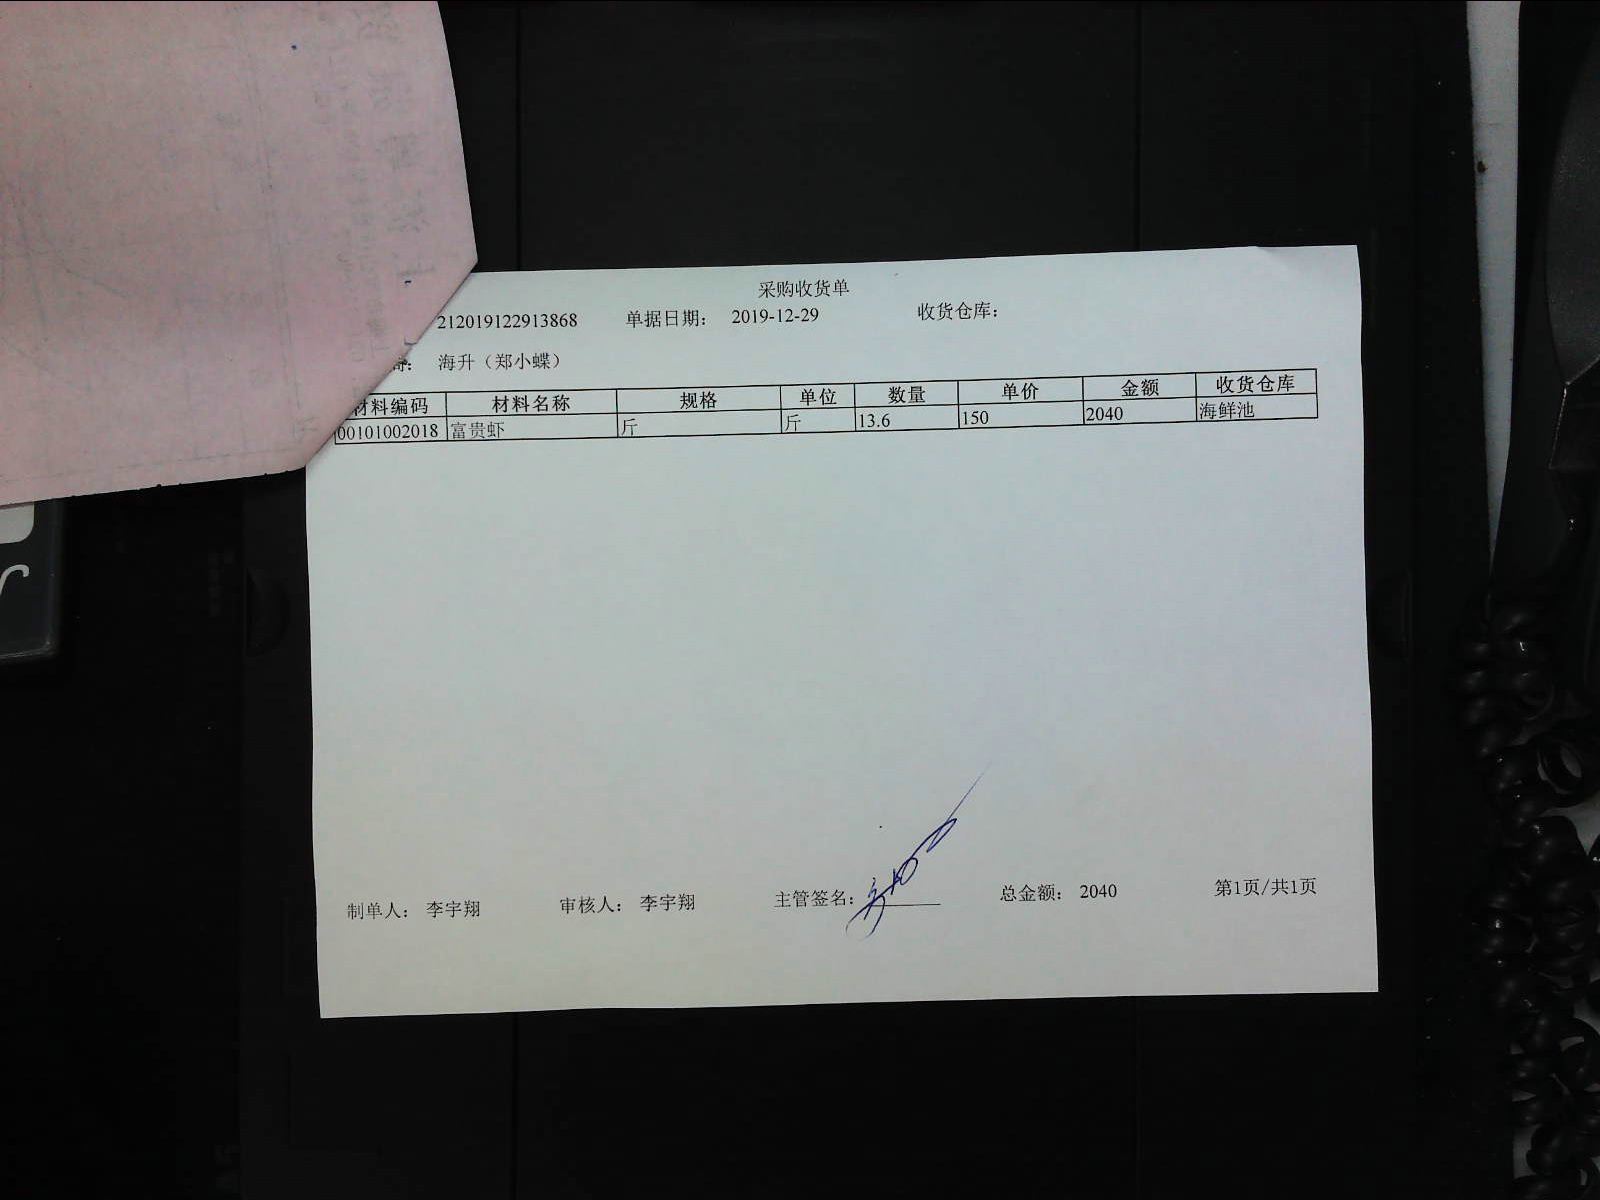 采购收货单
212019122913868 单据日期： 2019-12-29 收货仓库：
海升（郑小蝶）
材料编码 材料名称 规格 单位 数量 单价 金额 收货仓库
00101002018 富贵虾 斤 斤 13.6 150 2040 海鲜池
制单人： 李宇翔 审核人： 李宇翔 主管签名： 总金额： 2040 第1页/共1页